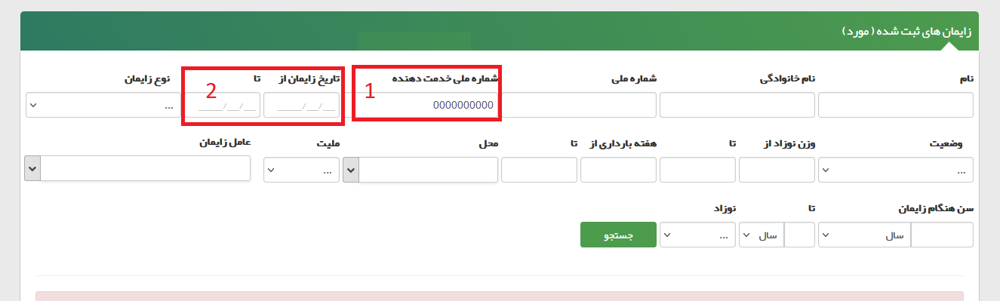 زایمان های ثبت شده ( مورد)
نام نام خانوادگی شماره ملی شماره ملی خدمت دهنده تاریخ زایمان از تا نوع زایمان
0000000000 1 __/__/____ __/__/____ 2 ...
وضعیت وزن نوزاد از تا هفته بارداری از تا محل ملیت عامل زایمان
... ...
سن هنگام زایمان تا نوزاد
سال سال ... جستجو